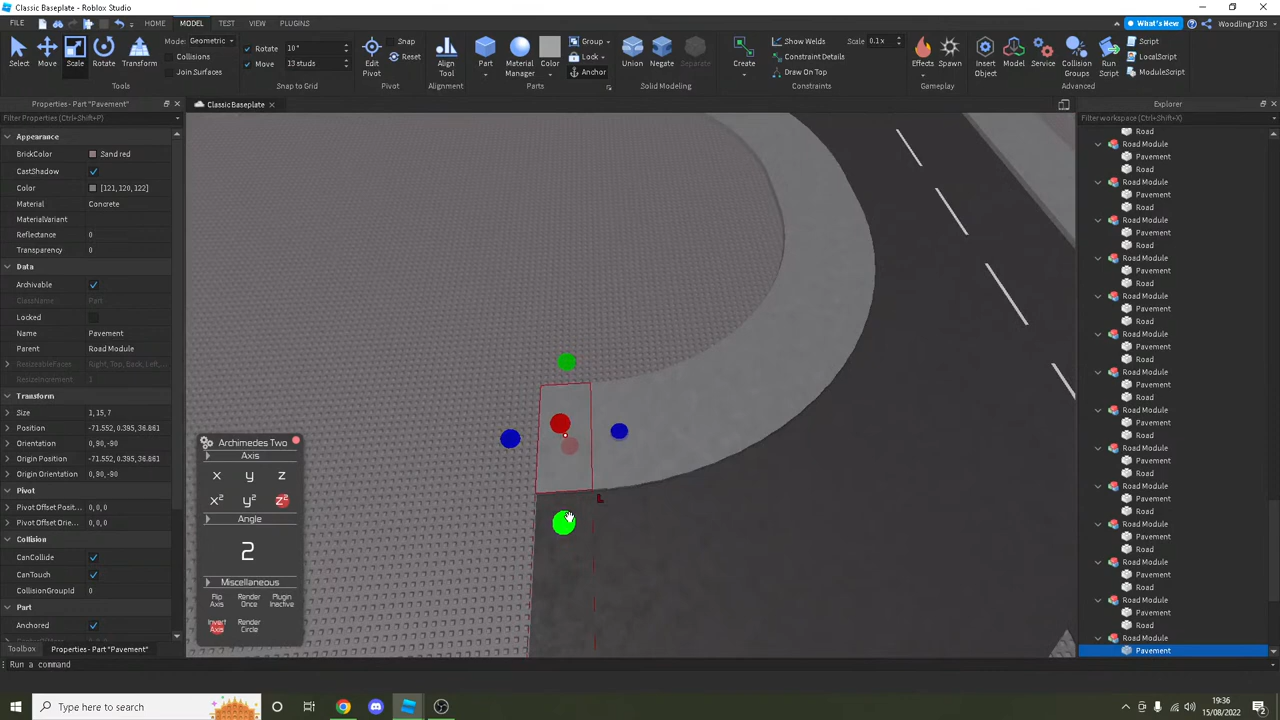 Classic Baseplate - Roblox Studio
FILE HOME MODEL TEST VIEW PLUGINS What's New Woodling7163
Select Move Scale Rotate Transform
Mode: Geometric
Collisions
Join Surfaces
Tools
Rotate 10°
Move 13 studs
Snap to Grid
Edit Pivot
Snap
Reset
Pivot
Align Tool
Alignment
Part Material Manager Color
Group
Lock
Anchor
Parts
Union Negate Separate
Solid Modeling
Create
Show Welds Scale 0.1x
Constraint Details
Draw On Top
Constraints
Effects Spawn
Gameplay
Insert Object Model Service Collision Groups Run Script
Script
LocalScript
ModuleScript
Advanced
Properties - Part "Pavement"
ClassicBaseplate
Explorer
Filter Properties (Ctrl+Shift+P)
Filter workspace (Ctrl+Shift+X)
Appearance
BrickColor Sand red
CastShadow
Color [121,120,122]
Material Concrete
MaterialVariant
Reflectance 0
Transparency 0
Data
Archivable
ClassName Part
Locked
Name Pavement
Parent Road Module
ResizeableFaces Right, Top, Back, Left,...
ResizeIncrement 1
Transform
Size 1,15,7
Position -71.552, 0.395, 36.861
Orientation 0,90,-90
Origin Position -71.552, 0.395, 36.861
Origin Orientation 0,90,-90
Pivot
Pivot Offset Posit... 0,0,0
Pivot Offset Orie... 0,0,0
Collision
CanCollide
CanTouch
CollisionGroupId 0
Part
Anchored
Archimedes Two
Axis
x y z
x² y² z²
Angle
2
Miscellaneous
Flip Axis
Render Once
Plugin Inactive
Invert Axis
Render Circle
L
Road
Road Module
Pavement
Road
Road Module
Pavement
Road
Road Module
Pavement
Road
Road Module
Pavement
Road
Road Module
Pavement
Road
Road Module
Pavement
Road
Road Module
Pavement
Road
Road Module
Pavement
Road
Road Module
Pavement
Road
Road Module
Pavement
Road
Road Module
Pavement
Road
Road Module
Pavement
Road
Road Module
Pavement
Road
Road Module
Pavement
Toolbox Properties - Part "Pavement"
Run a command
Type here to search
19:36
15/08/2022
2